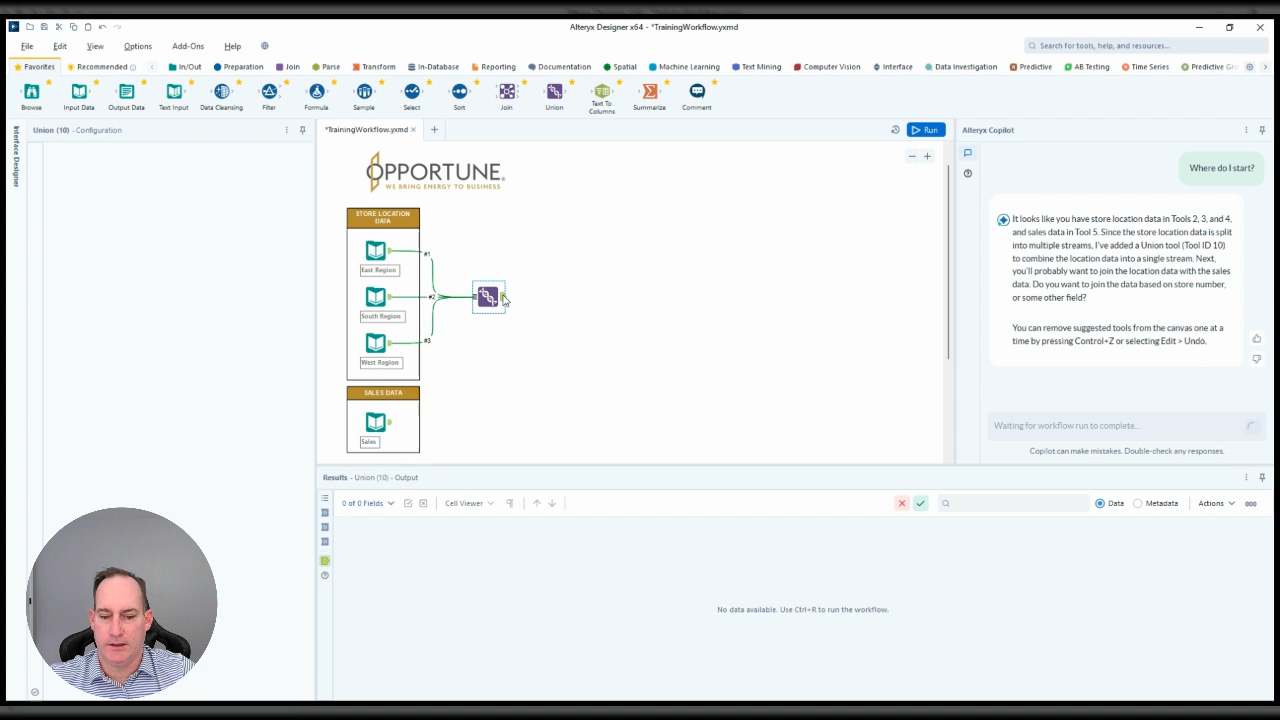 Alteryx Designer x64 - *TrainingWorkflow.yxmd
File Edit View Options Add-Ons Help
Search for tools, help, and resources...
Favorites Recommended In/Out Preparation Join Parse Transform In-Database Reporting Documentation Spatial Machine Learning Text Mining Computer Vision Interface Data Investigation Predictive AB Testing Time Series Predictive Gro
Browse Input Data Output Data Text Input Data Cleansing Filter Formula Sample Select Sort Join Union Text To Columns Summarize Comment
Interface Designer
Union (10) - Configuration
*TrainingWorkflow.yxmd
Run
OPPORTUNE
WE BRING ENERGY TO BUSINESS
STORE LOCATION
DATA
#1
East Region
#2
South Region
#3
West Region
SALES DATA
Sales
Alteryx Copilot
Where do I start?
It looks like you have store location data in Tools 2, 3, and 4,
and sales data in Tool 5. Since the store location data is split
into multiple streams, I've added a Union tool (Tool ID 10)
to combine the location data into a single stream. Next,
you'll probably want to join the location data with the sales
data. Do you want to join the data based on store number,
or some other field?
You can remove suggested tools from the canvas one at a
time by pressing Control+Z or selecting Edit > Undo.
Waiting for workflow run to complete...
Copilot can make mistakes. Double-check any responses.
Results - Union (10) - Output
0 of 0 Fields Cell Viewer Data Metadata Actions 000
No data available. Use Ctrl+R to run the workflow.